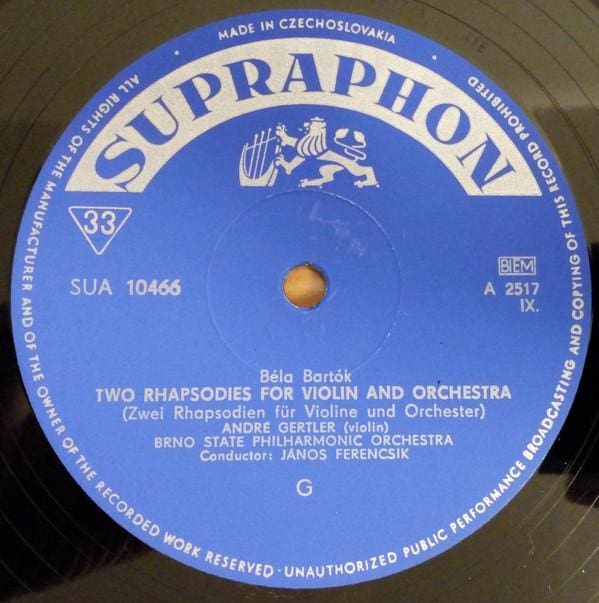 MADE IN CZECHOSLOVAKIA
SUPRAPHON
33
SUA 10466
BIEM
A 2517
IX.
Béla Bartók
TWO RHAPSODIES FOR VIOLIN AND ORCHESTRA
(Zwei Rhapsodien für Violine und Orchester)
ANDRÉ GERTLER (violin)
BRNO STATE PHILHARMONIC ORCHESTRA
Conductor: JÁNOS FERENCSIK
G
ALL RIGHTS OF THE MANUFACTURER AND OF THE OWNER OF THE RECORDED WORK RESERVED · UNAUTHORIZED PUBLIC PERFORMANCE BROADCASTING AND COPYING OF THIS RECORD PROHIBITED